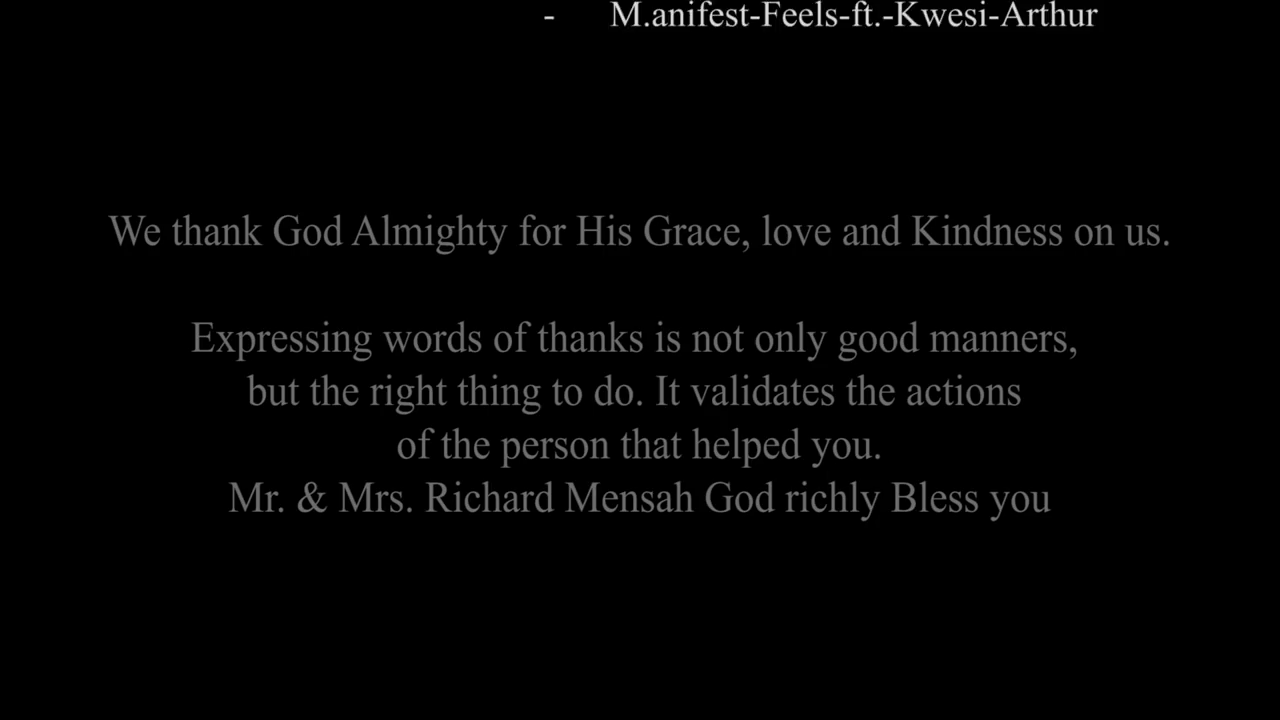 - M.anifest-Feels-ft.-Kwesi-Arthur
We thank God Almighty for His Grace, love and Kindness on us.
Expressing words of thanks is not only good manners,
but the right thing to do. It validates the actions
of the person that helped you.
Mr. & Mrs. Richard Mensah God richly Bless you